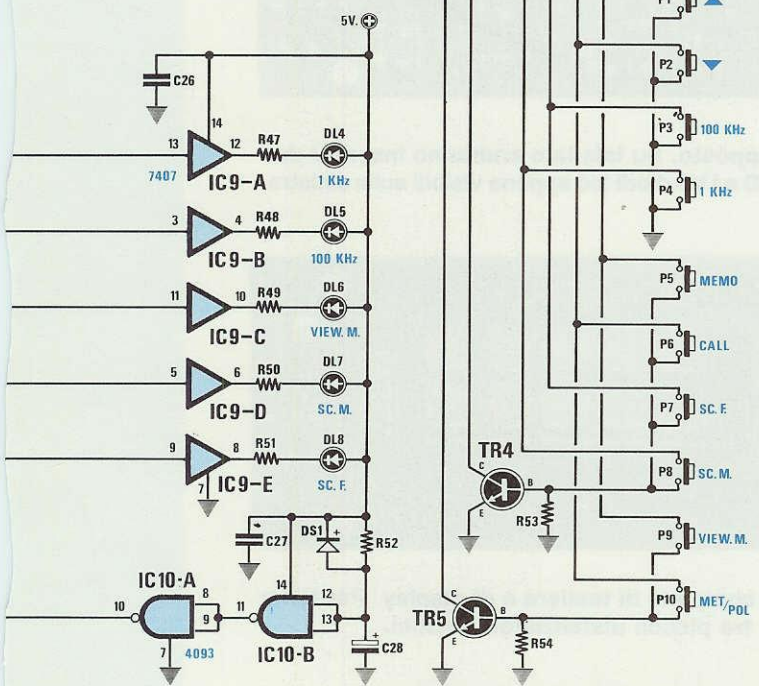 5V.
C26
P1
P2
14
13
12
R47
DL4
7407
IC9-A
1 KHz
P3
100 KHz
P4
1 KHz
3
4
R48
DL5
IC9-B
100 KHz
11
10
R49
DL6
IC9-C
VIEW. M.
P5
MEMO
P6
CALL
5
6
R50
DL7
IC9-D
SC. M.
P7
SC. F.
9
8
R51
DL8
7
IC9-E
SC. F.
TR4
C
B
E
R53
P8
SC. M.
P9
VIEW. M.
C27
DS1
+
R52
IC10-A
14
10
8
9
11
12
13
7
4093
IC10-B
+
C28
TR5
C
B
E
R54
P10
MET/POL